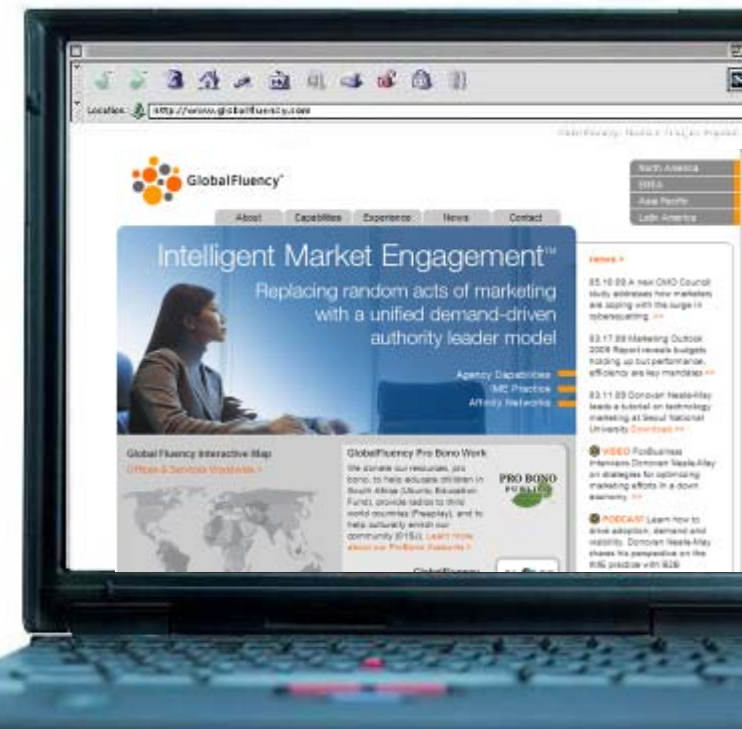 Location: http://www.globalfluency.com
GlobalFluency
North America
EMEA
Asia Pacific
Latin America
About Capabilities Experience News Contact
Intelligent Market Engagement™
Replacing random acts of marketing
with a unified demand-driven
authority leader model
Agency Capabilities
IME Practice
Affinity Networks
News >
05.18.09 A new CMO Council
study addresses how marketers
are coping with the surge in
cybersquatting. >>
03.17.09 Marketing Outlook
2009 Report reveals budgets
holding up but performance,
efficiency are key mandates >>
03.11.09 Donovan Neale-May
leads a tutorial on technology
marketing at Seoul National
University Download >>
VIDEO FoxBusiness
interviews Donovan Neale-May
on strategies for optimizing
marketing efforts in a down
economy. >>
PODCAST Learn how to
drive adoption, demand and
visibility. Donovan Neale-May
shares his perspective on the
IME practice with B2B
Global Fluency Interactive Map
Offices & Services Worldwide >
GlobalFluency Pro Bono Work
We donate our resources, pro
bono, to help educate children in
South Africa (Ubuntu Education
Fund), provide radios to third
world countries (Freeplay), and to
help culturally enrich our
community (01SJ). Learn more
about our ProBono Accounts >
PRO BONO
PUBLICO